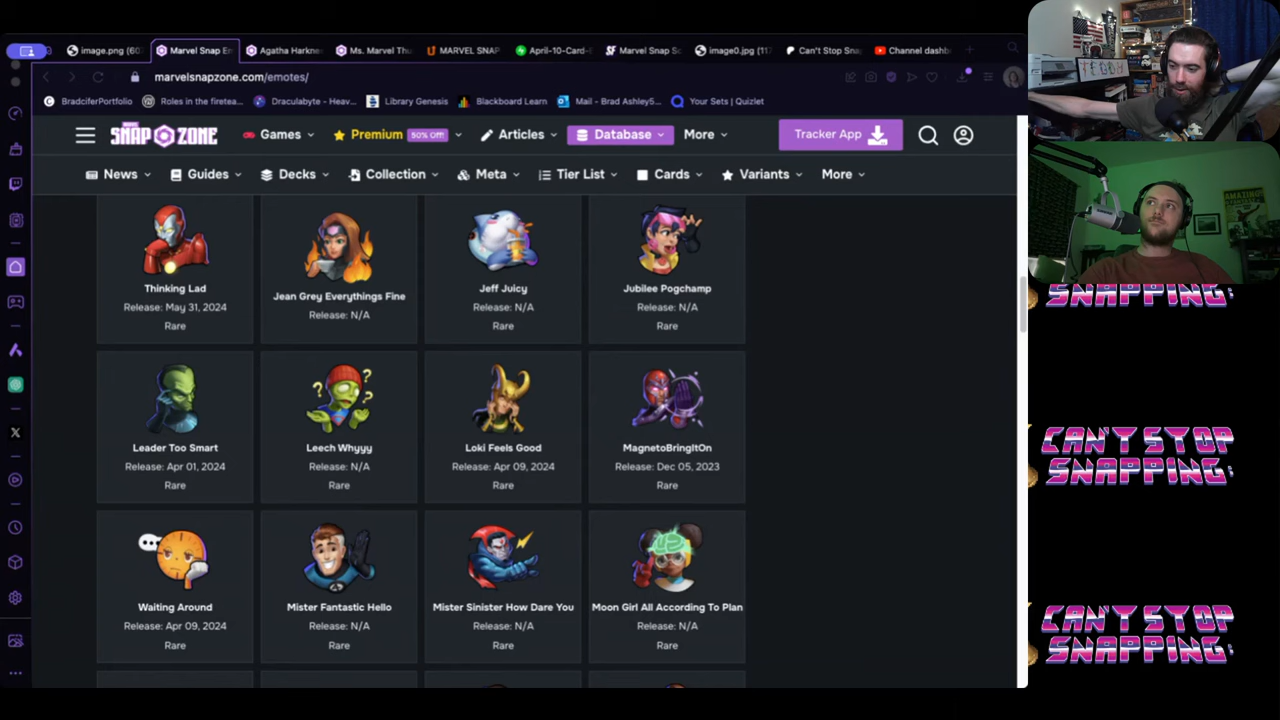 image.png (607
Marvel Snap En
Agatha Harkne
Ms. Marvel Thu
MARVEL SNAP
April-10-Card-
Marvel Snap Sc
image0.jpg (117
Can't Stop Sna
Channel dashb
marvelsnapzone.com/emotes/
BradciferPortfolio
Roles in the firetea...
Draculabyte - Heav...
Library Genesis
Blackboard Learn
Mail - Brad Ashley5...
Your Sets | Quizlet
MARVEL
SNAP ZONE
Games
Premium
50% Off!
Articles
Database
More
Tracker App
News
Guides
Decks
Collection
Meta
Tier List
Cards
Variants
More
Thinking Lad
Release: May 31, 2024
Rare
Jean Grey Everythings Fine
Release: N/A
Rare
Jeff Juicy
Release: N/A
Rare
Jubilee Pogchamp
Release: N/A
Rare
Leader Too Smart
Release: Apr 01, 2024
Rare
Leech Whyyy
Release: N/A
Rare
Loki Feels Good
Release: Apr 09, 2024
Rare
MagnetoBringItOn
Release: Dec 05, 2023
Rare
Waiting Around
Release: Apr 09, 2024
Rare
Mister Fantastic Hello
Release: N/A
Rare
Mister Sinister How Dare You
Release: N/A
Rare
Moon Girl All According To Plan
Release: N/A
Rare
AMAZING
SNAPPING:
CAN'T STOP
SNAPPING:
CAN'T STOP
SNAPPING: